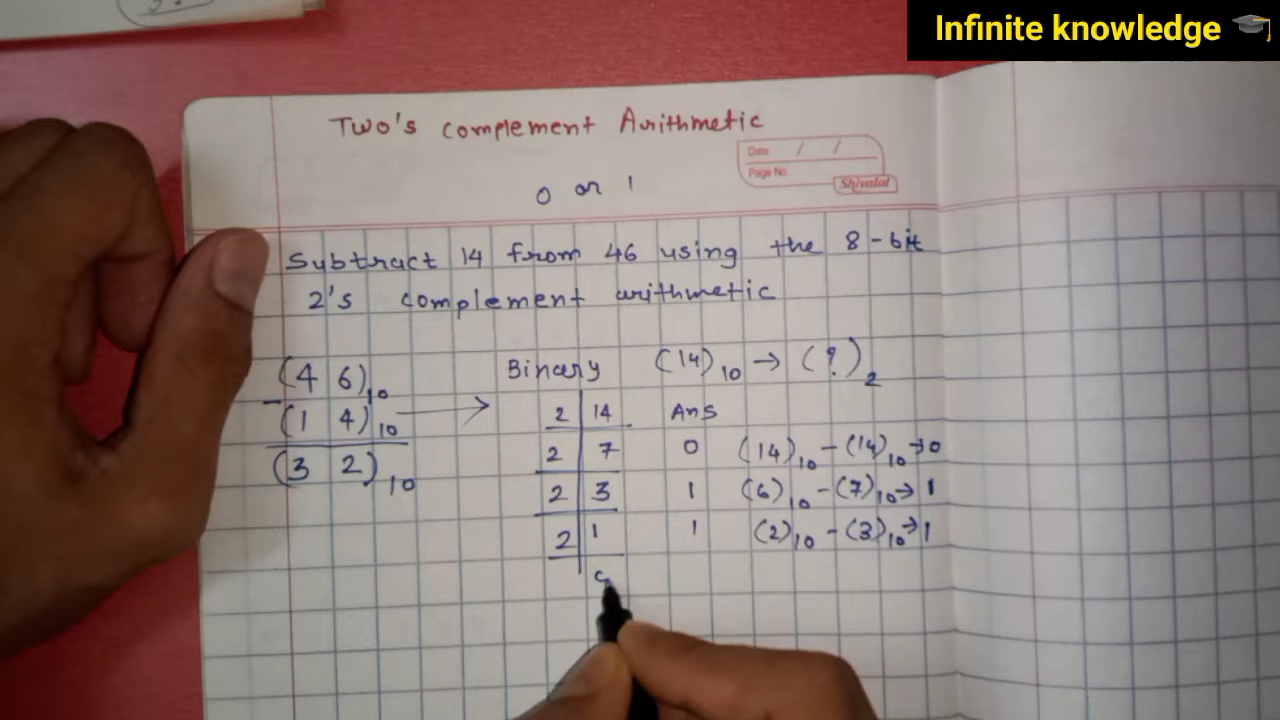 Infinite knowledge
Two's complement Arithmetic
Date / /
Page No.
Shivalal
0 or 1
Subtract 14 from 46 using the 8-bit
2's complement arithmetic
(4 6)10
-(1 4)10
(3 2)10
Binary (14)10 → (?)2
2 14 Ans
2 7 0 (14)10 - (14)10 → 0
2 3 1 (6)10 - (7)10 → 1
2 1 1 (2)10 - (3)10 → 1